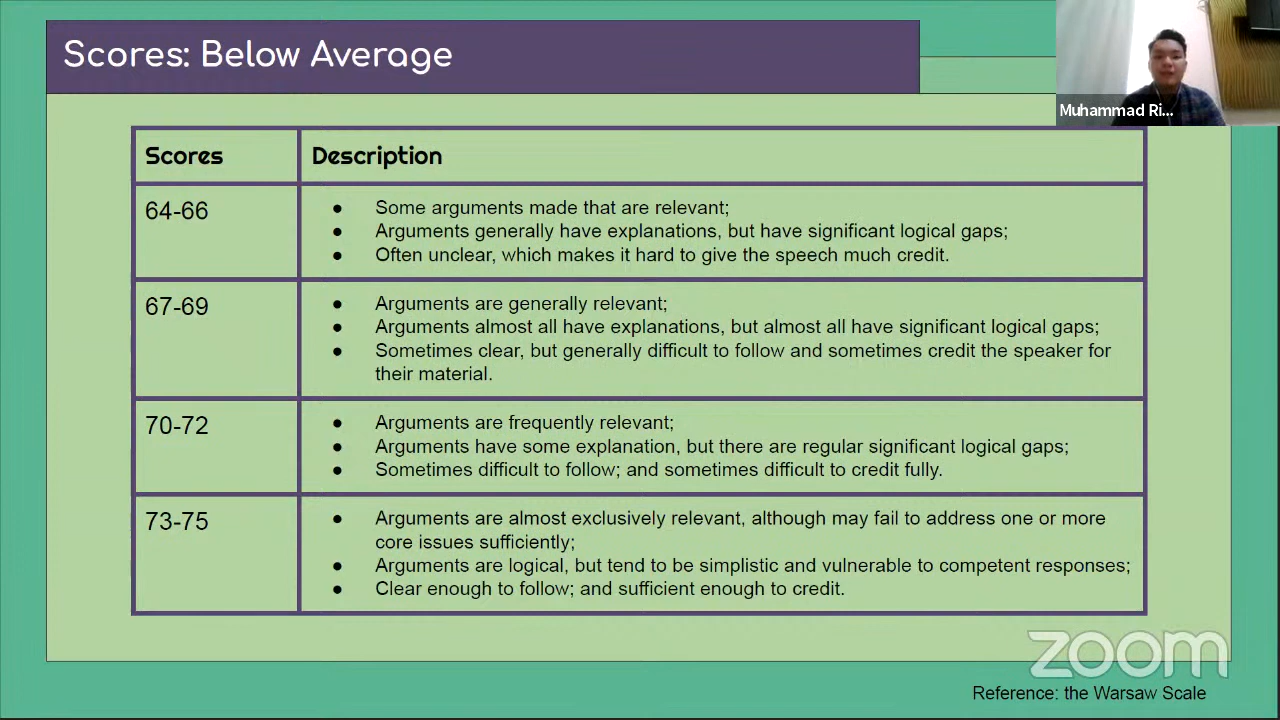 Scores: Below Average
Muhammad Ri...
Scores
Description
64-66
● Some arguments made that are relevant;
● Arguments generally have explanations, but have significant logical gaps;
● Often unclear, which makes it hard to give the speech much credit.
67-69
● Arguments are generally relevant;
● Arguments almost all have explanations, but almost all have significant logical gaps;
● Sometimes clear, but generally difficult to follow and sometimes credit the speaker for
their material.
70-72
● Arguments are frequently relevant;
● Arguments have some explanation, but there are regular significant logical gaps;
● Sometimes difficult to follow; and sometimes difficult to credit fully.
73-75
● Arguments are almost exclusively relevant, although may fail to address one or more
core issues sufficiently;
● Arguments are logical, but tend to be simplistic and vulnerable to competent responses;
● Clear enough to follow; and sufficient enough to credit.
zoom
Reference: the Warsaw Scale